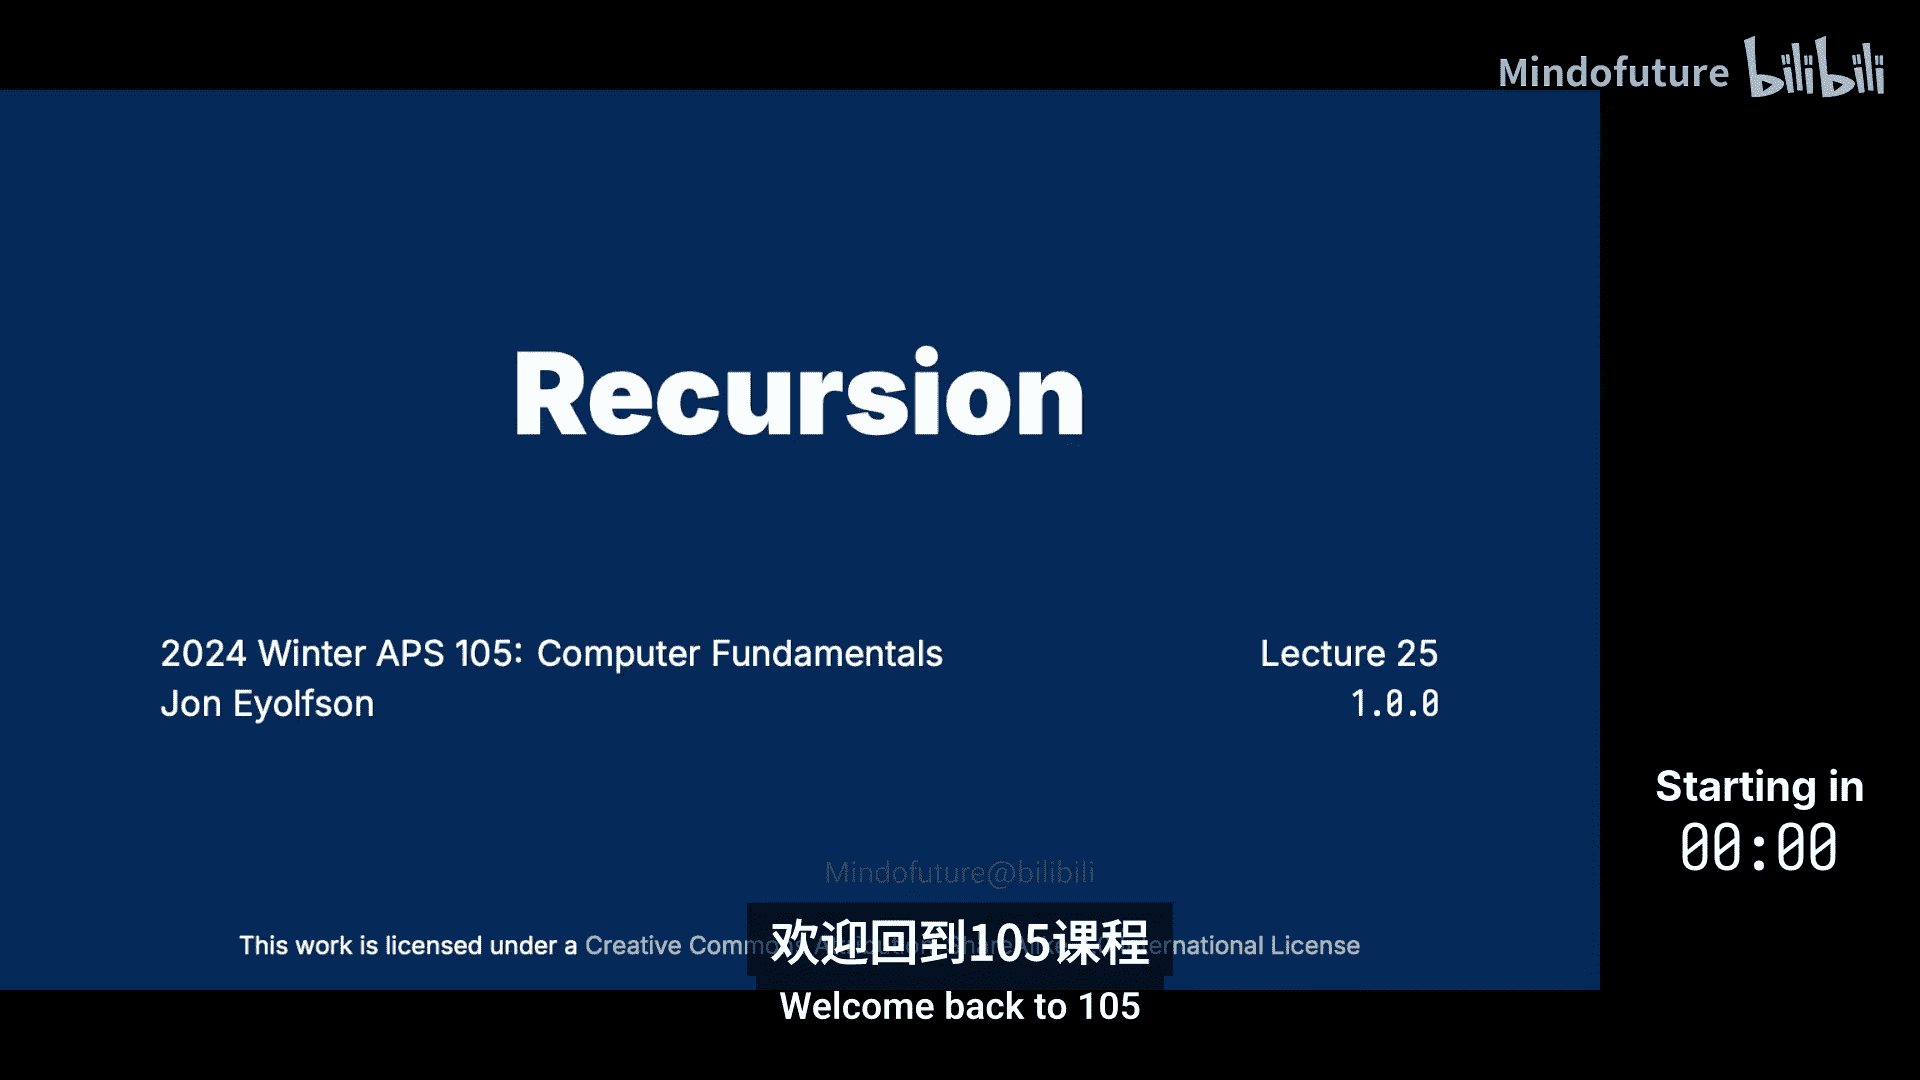 Mindofuture bilibili
Recursion
2024 Winter APS 105: Computer Fundamentals
Lecture 25
Jon Eyolfson
1.0.0
Starting in
00:00
Mindofuture@bilibili
This work is licensed under a Creative International License
欢迎回到105课程
Welcome back to 105